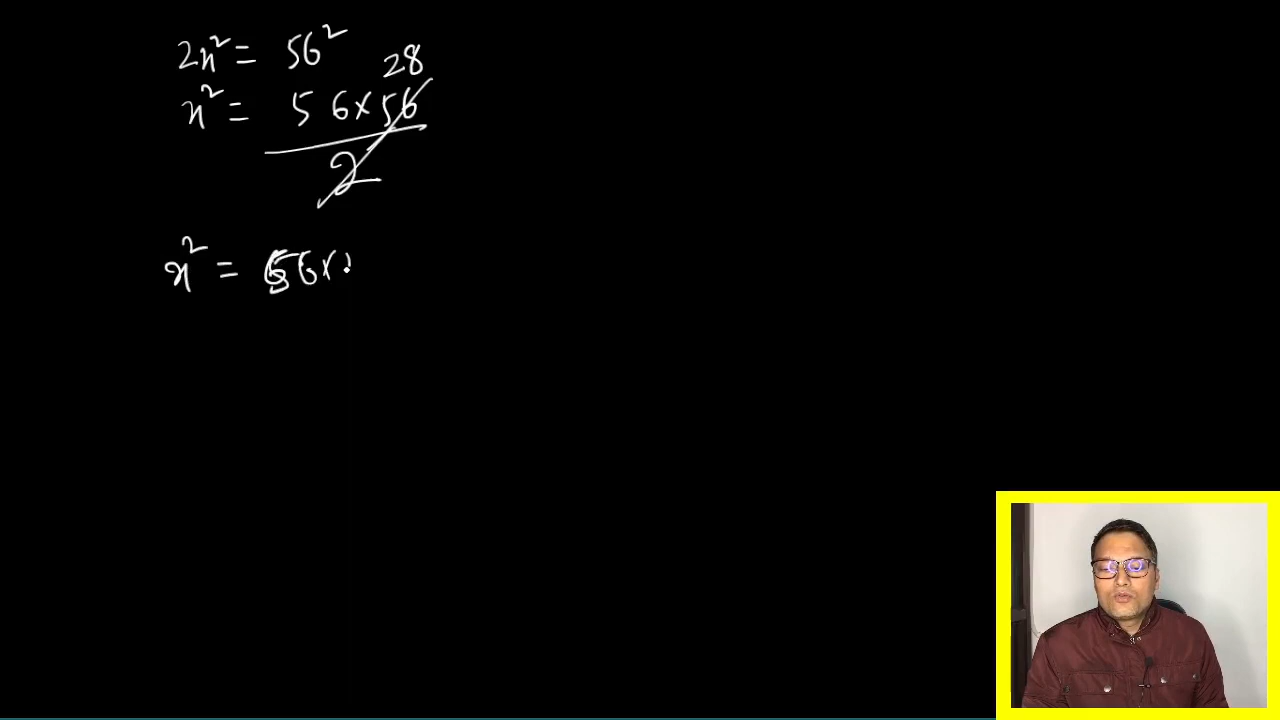 2x² = 56²
28
x² = 56×56
2
x² = 56×